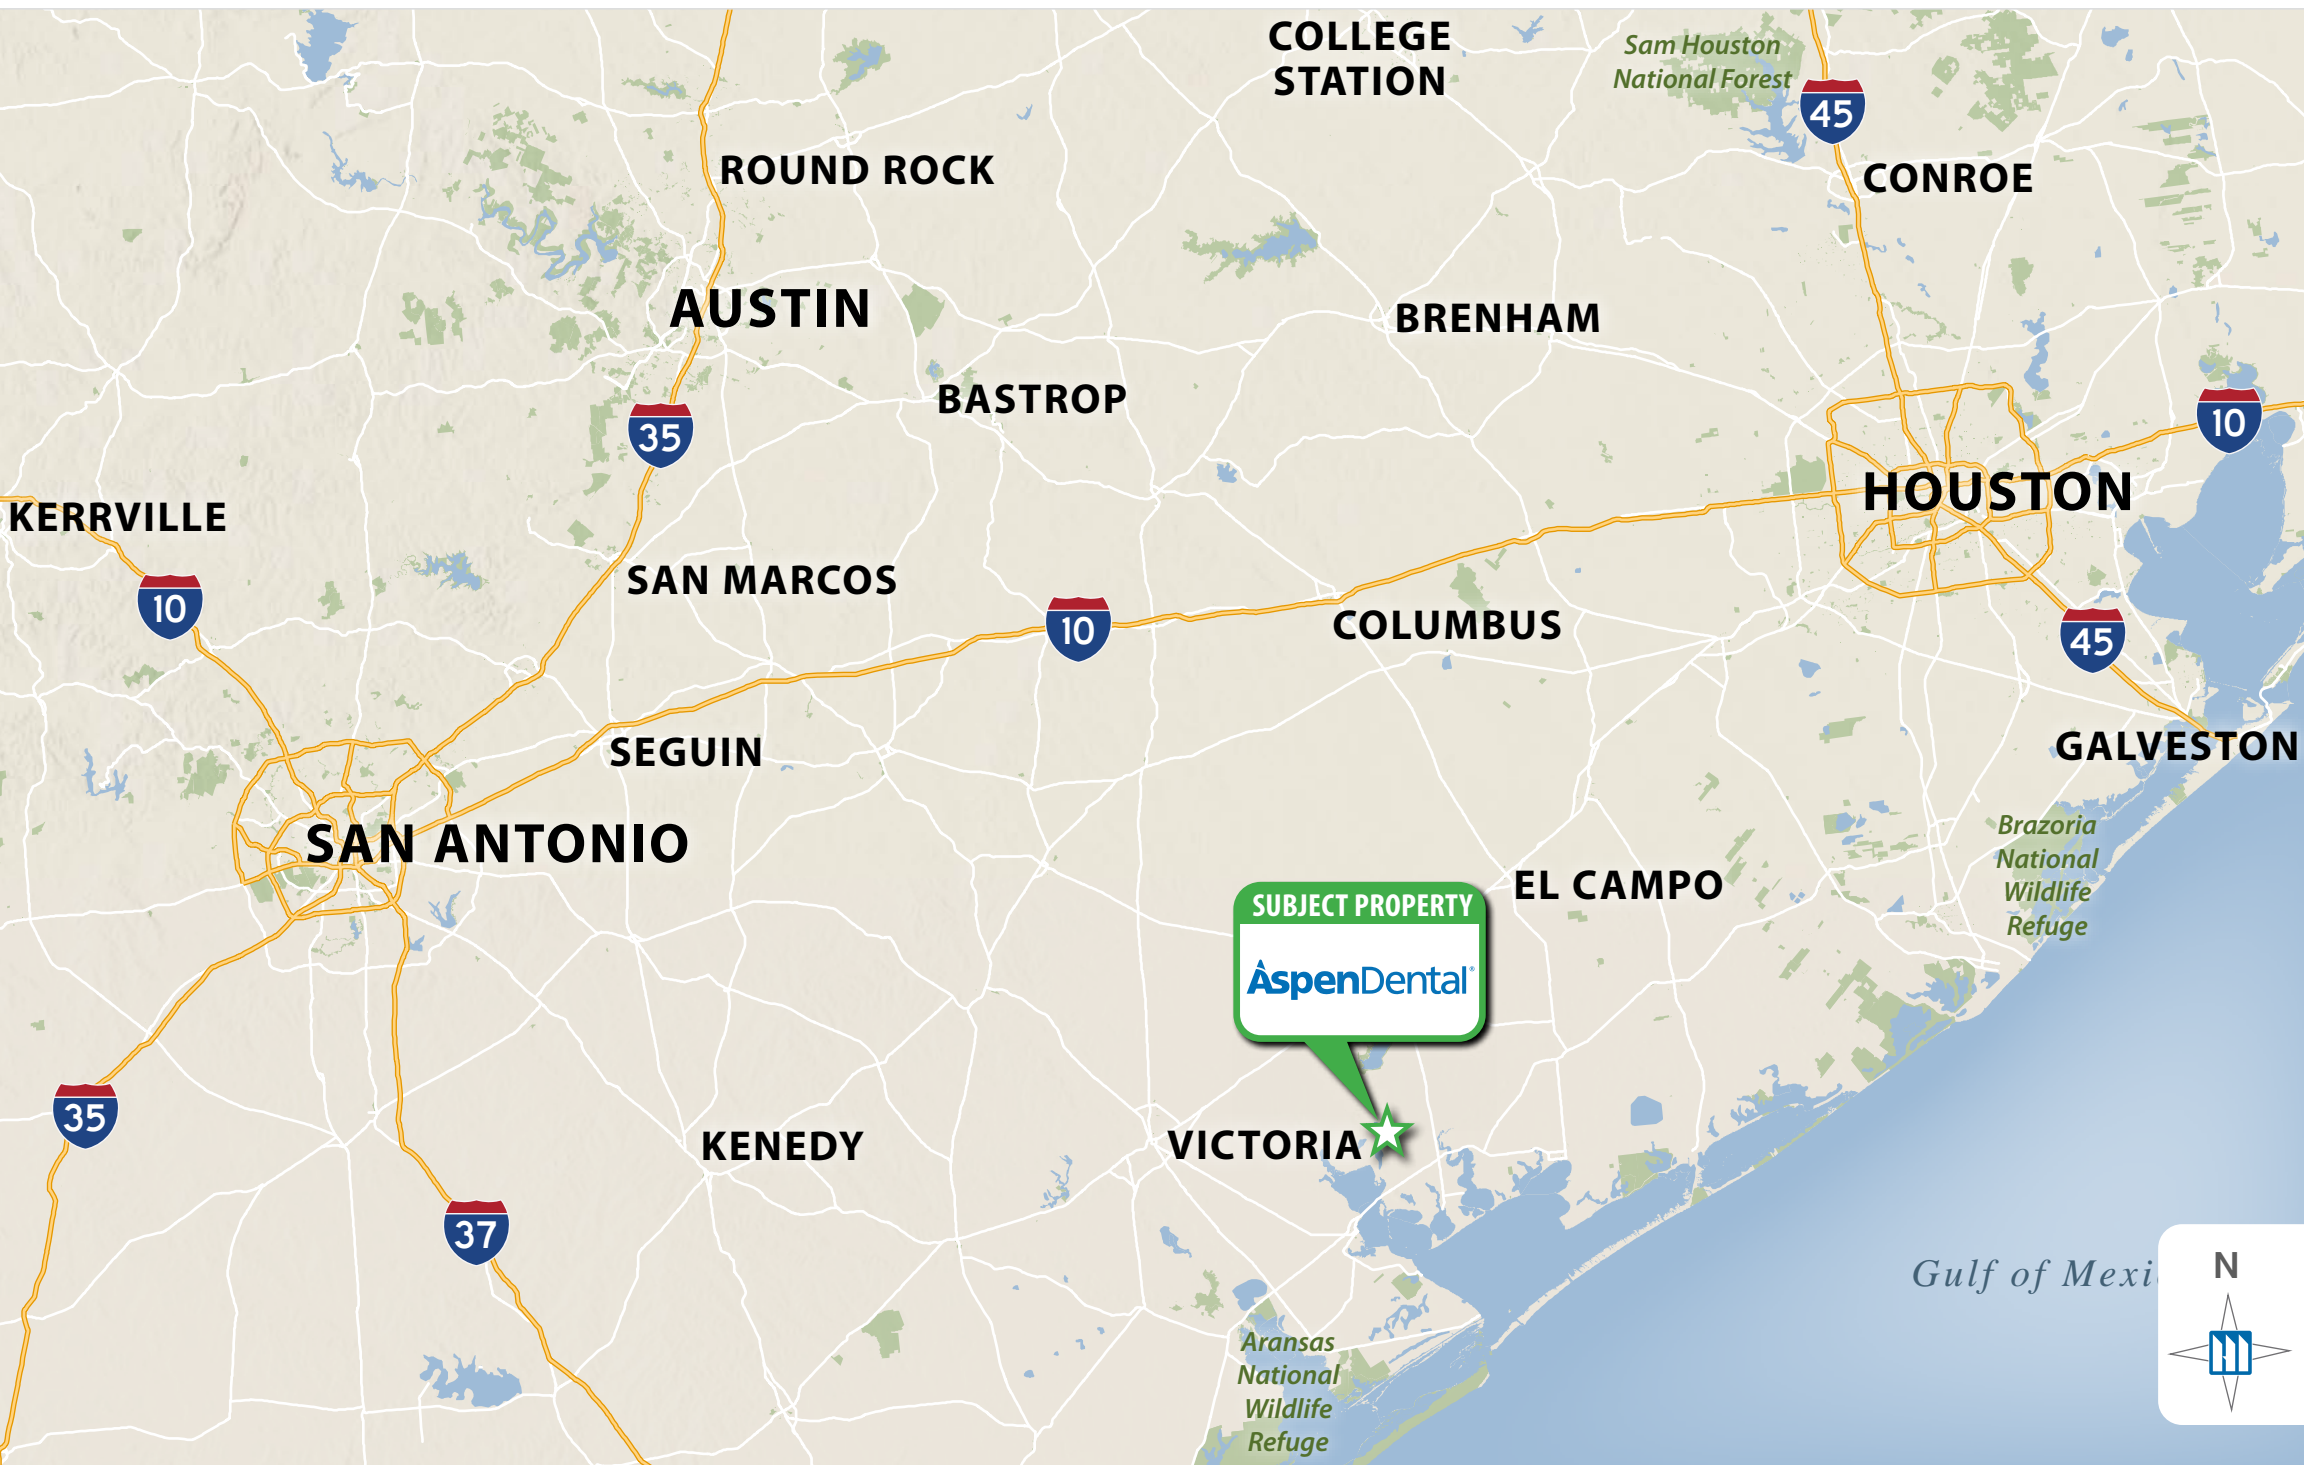 COLLEGE
STATION
Sam Houston
National Forest
45
ROUND ROCK
CONROE
AUSTIN
BRENHAM
BASTROP
35
10
HOUSTON
KERRVILLE
SAN MARCOS
10
10
COLUMBUS
45
SEGUIN
GALVESTON
SAN ANTONIO
Brazoria
National
Wildlife
Refuge
EL CAMPO
SUBJECT PROPERTY
AspenDental®
35
KENEDY
VICTORIA
37
Gulf of Mexi
N
Aransas
National
Wildlife
Refuge